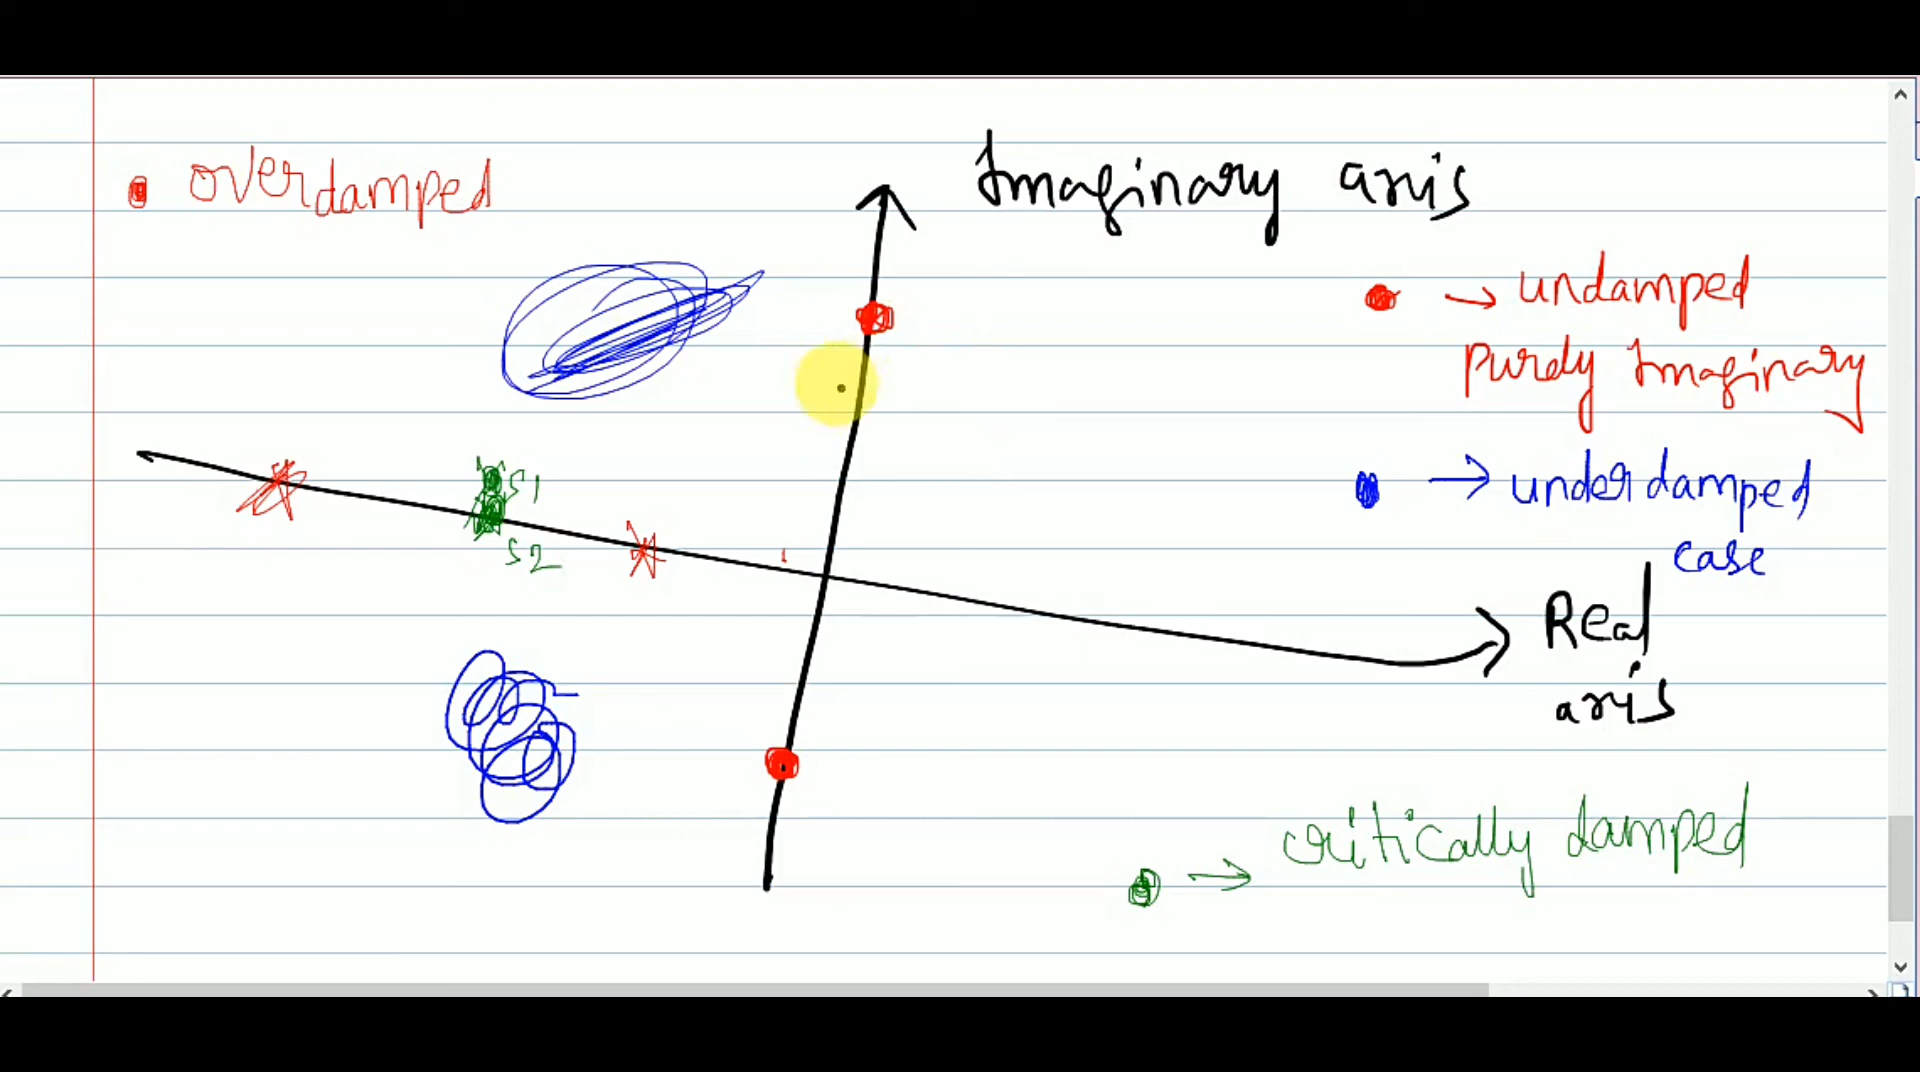 overdamped
Imaginary axis
→ undamped
purely Imaginary
→ underdamped
case
S1
S2
Real
axis
→ critically damped